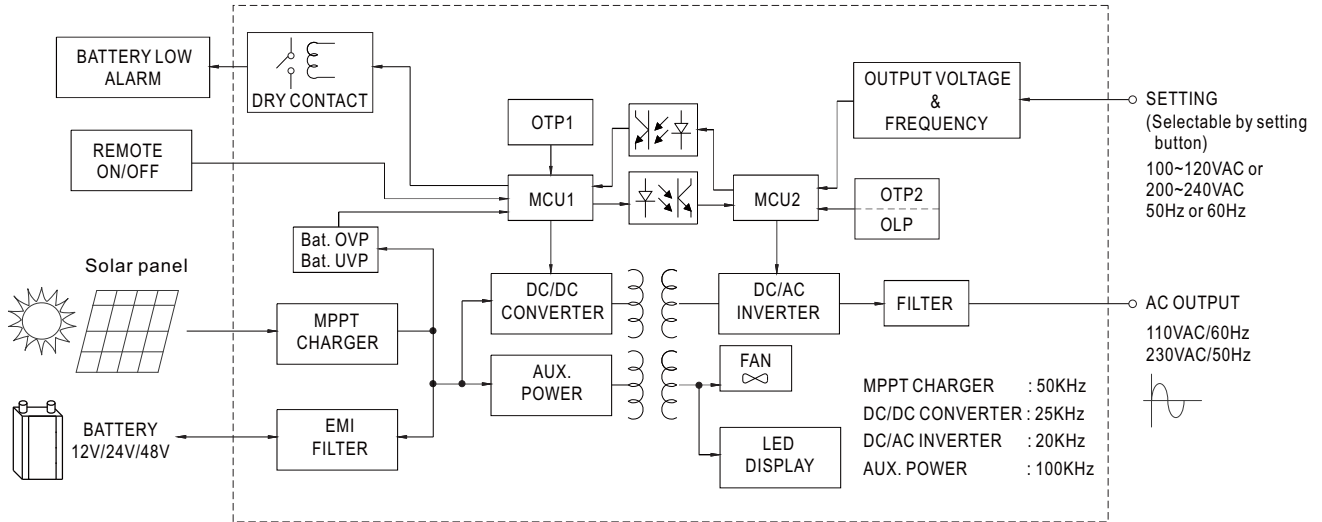 BATTERY LOW
ALARM
DRY CONTACT
REMOTE
ON/OFF
OTP1
MCU1
MCU2
OUTPUT VOLTAGE
&
FREQUENCY
SETTING
(Selectable by setting
button)
100~120VAC or
200~240VAC
50Hz or 60Hz
OTP2
OLP
Bat. OVP
Bat. UVP
Solar panel
MPPT
CHARGER
DC/DC
CONVERTER
DC/AC
INVERTER
FILTER
AC OUTPUT
110VAC/60Hz
230VAC/50Hz
AUX.
POWER
FAN
BATTERY
12V/24V/48V
EMI
FILTER
LED
DISPLAY
MPPT CHARGER : 50KHz
DC/DC CONVERTER : 25KHz
DC/AC INVERTER : 20KHz
AUX. POWER : 100KHz